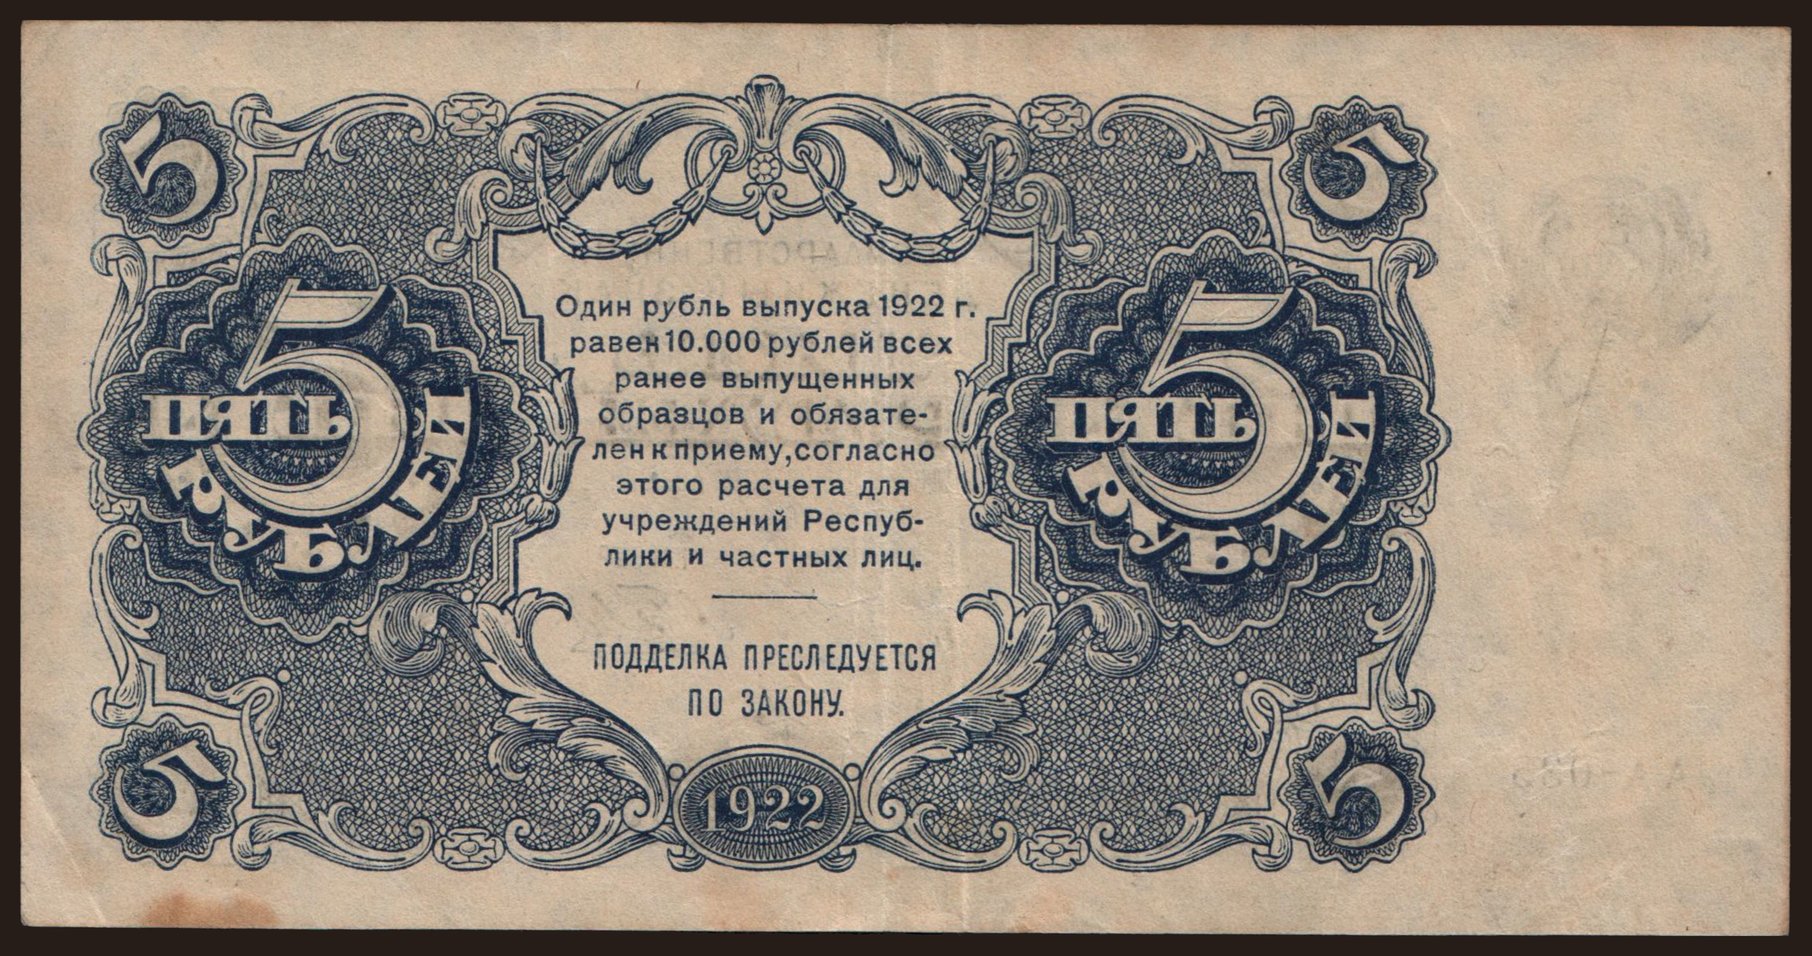 5 5
5 5
ПЯТЬ ПЯТЬ
РУБЛЕЙ РУБЛЕЙ
Один рубль выпуска 1922 г.
равен 10.000 рублей всех
ранее выпущенных
образцов и обязате-
лен к приему, согласно
этого расчета для
учреждений Респуб-
лики и частных лиц.
ПОДДЕЛКА ПРЕСЛЕДУЕТСЯ
ПО ЗАКОНУ.
5 1922 5